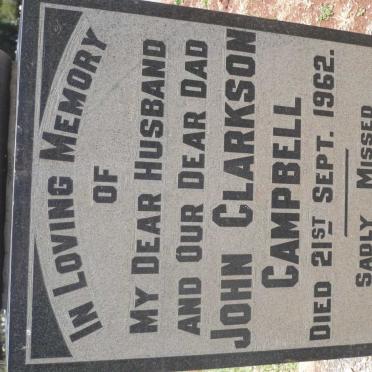 IN LOVING MEMORY
OF
MY DEAR HUSBAND
AND OUR DEAR DAD
JOHN CLARKSON
CAMPBELL
DIED 21ST SEPT. 1962.
SADLY MISSED